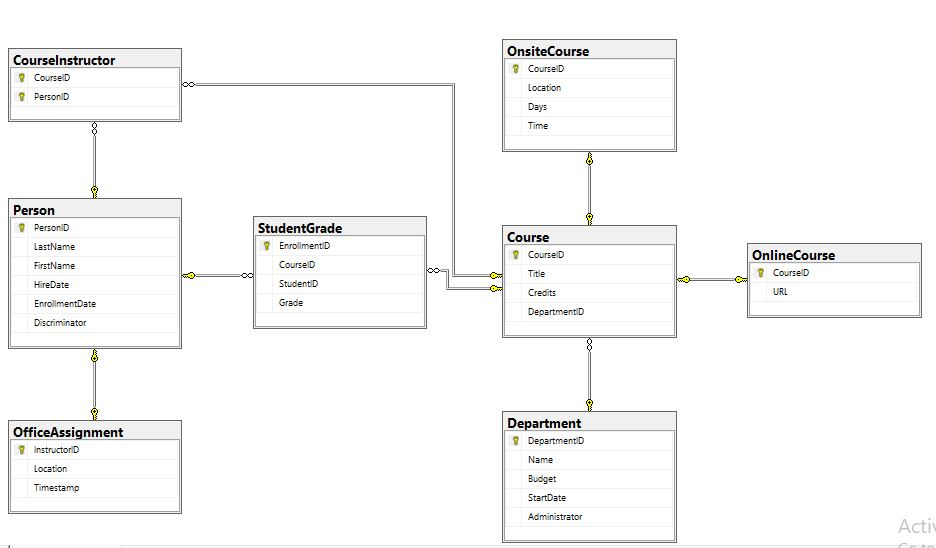 CourseInstructor
CourseID
PersonID
Person
PersonID
LastName
FirstName
HireDate
EnrollmentDate
Discriminator
OfficeAssignment
InstructorID
Location
Timestamp
StudentGrade
EnrollmentID
CourseID
StudentID
Grade
OnsiteCourse
CourseID
Location
Days
Time
Course
CourseID
Title
Credits
DepartmentID
Department
DepartmentID
Name
Budget
StartDate
Administrator
OnlineCourse
CourseID
URL
Activ